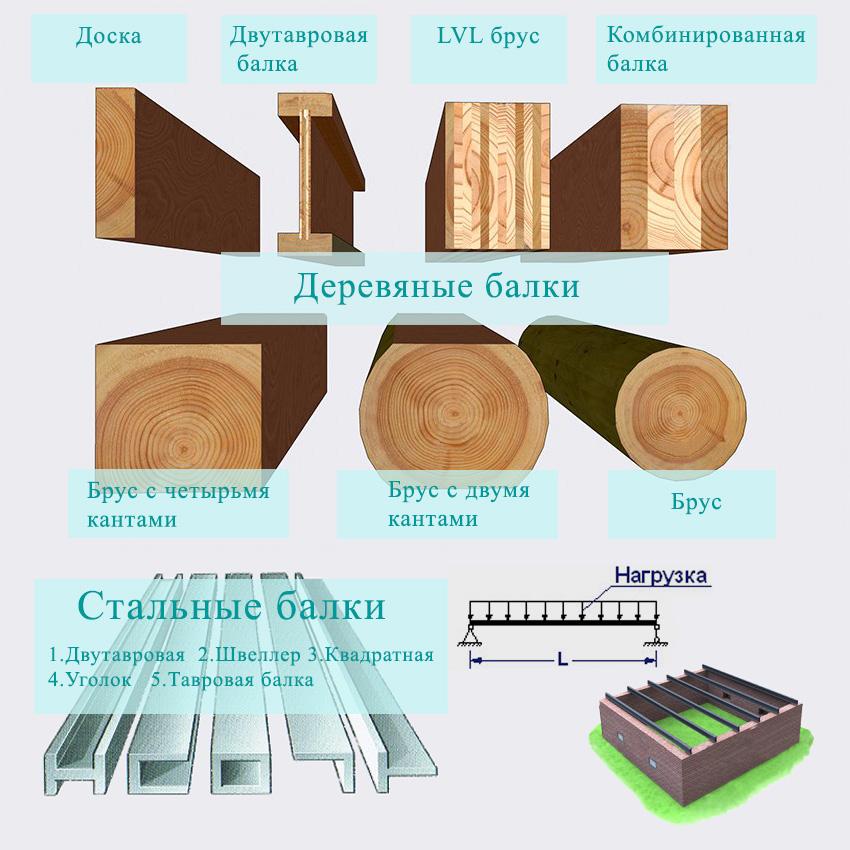 Доска
Двутавровая
балка
LVL брус
Комбинированная
балка
Деревяные балки
Брус с четырьмя
кантами
Брус с двумя
кантами
Брус
Стальные балки
1.Двутавровая 2.Швеллер 3.Квадратная
4.Уголок 5.Тавровая балка
Нагрузка
L